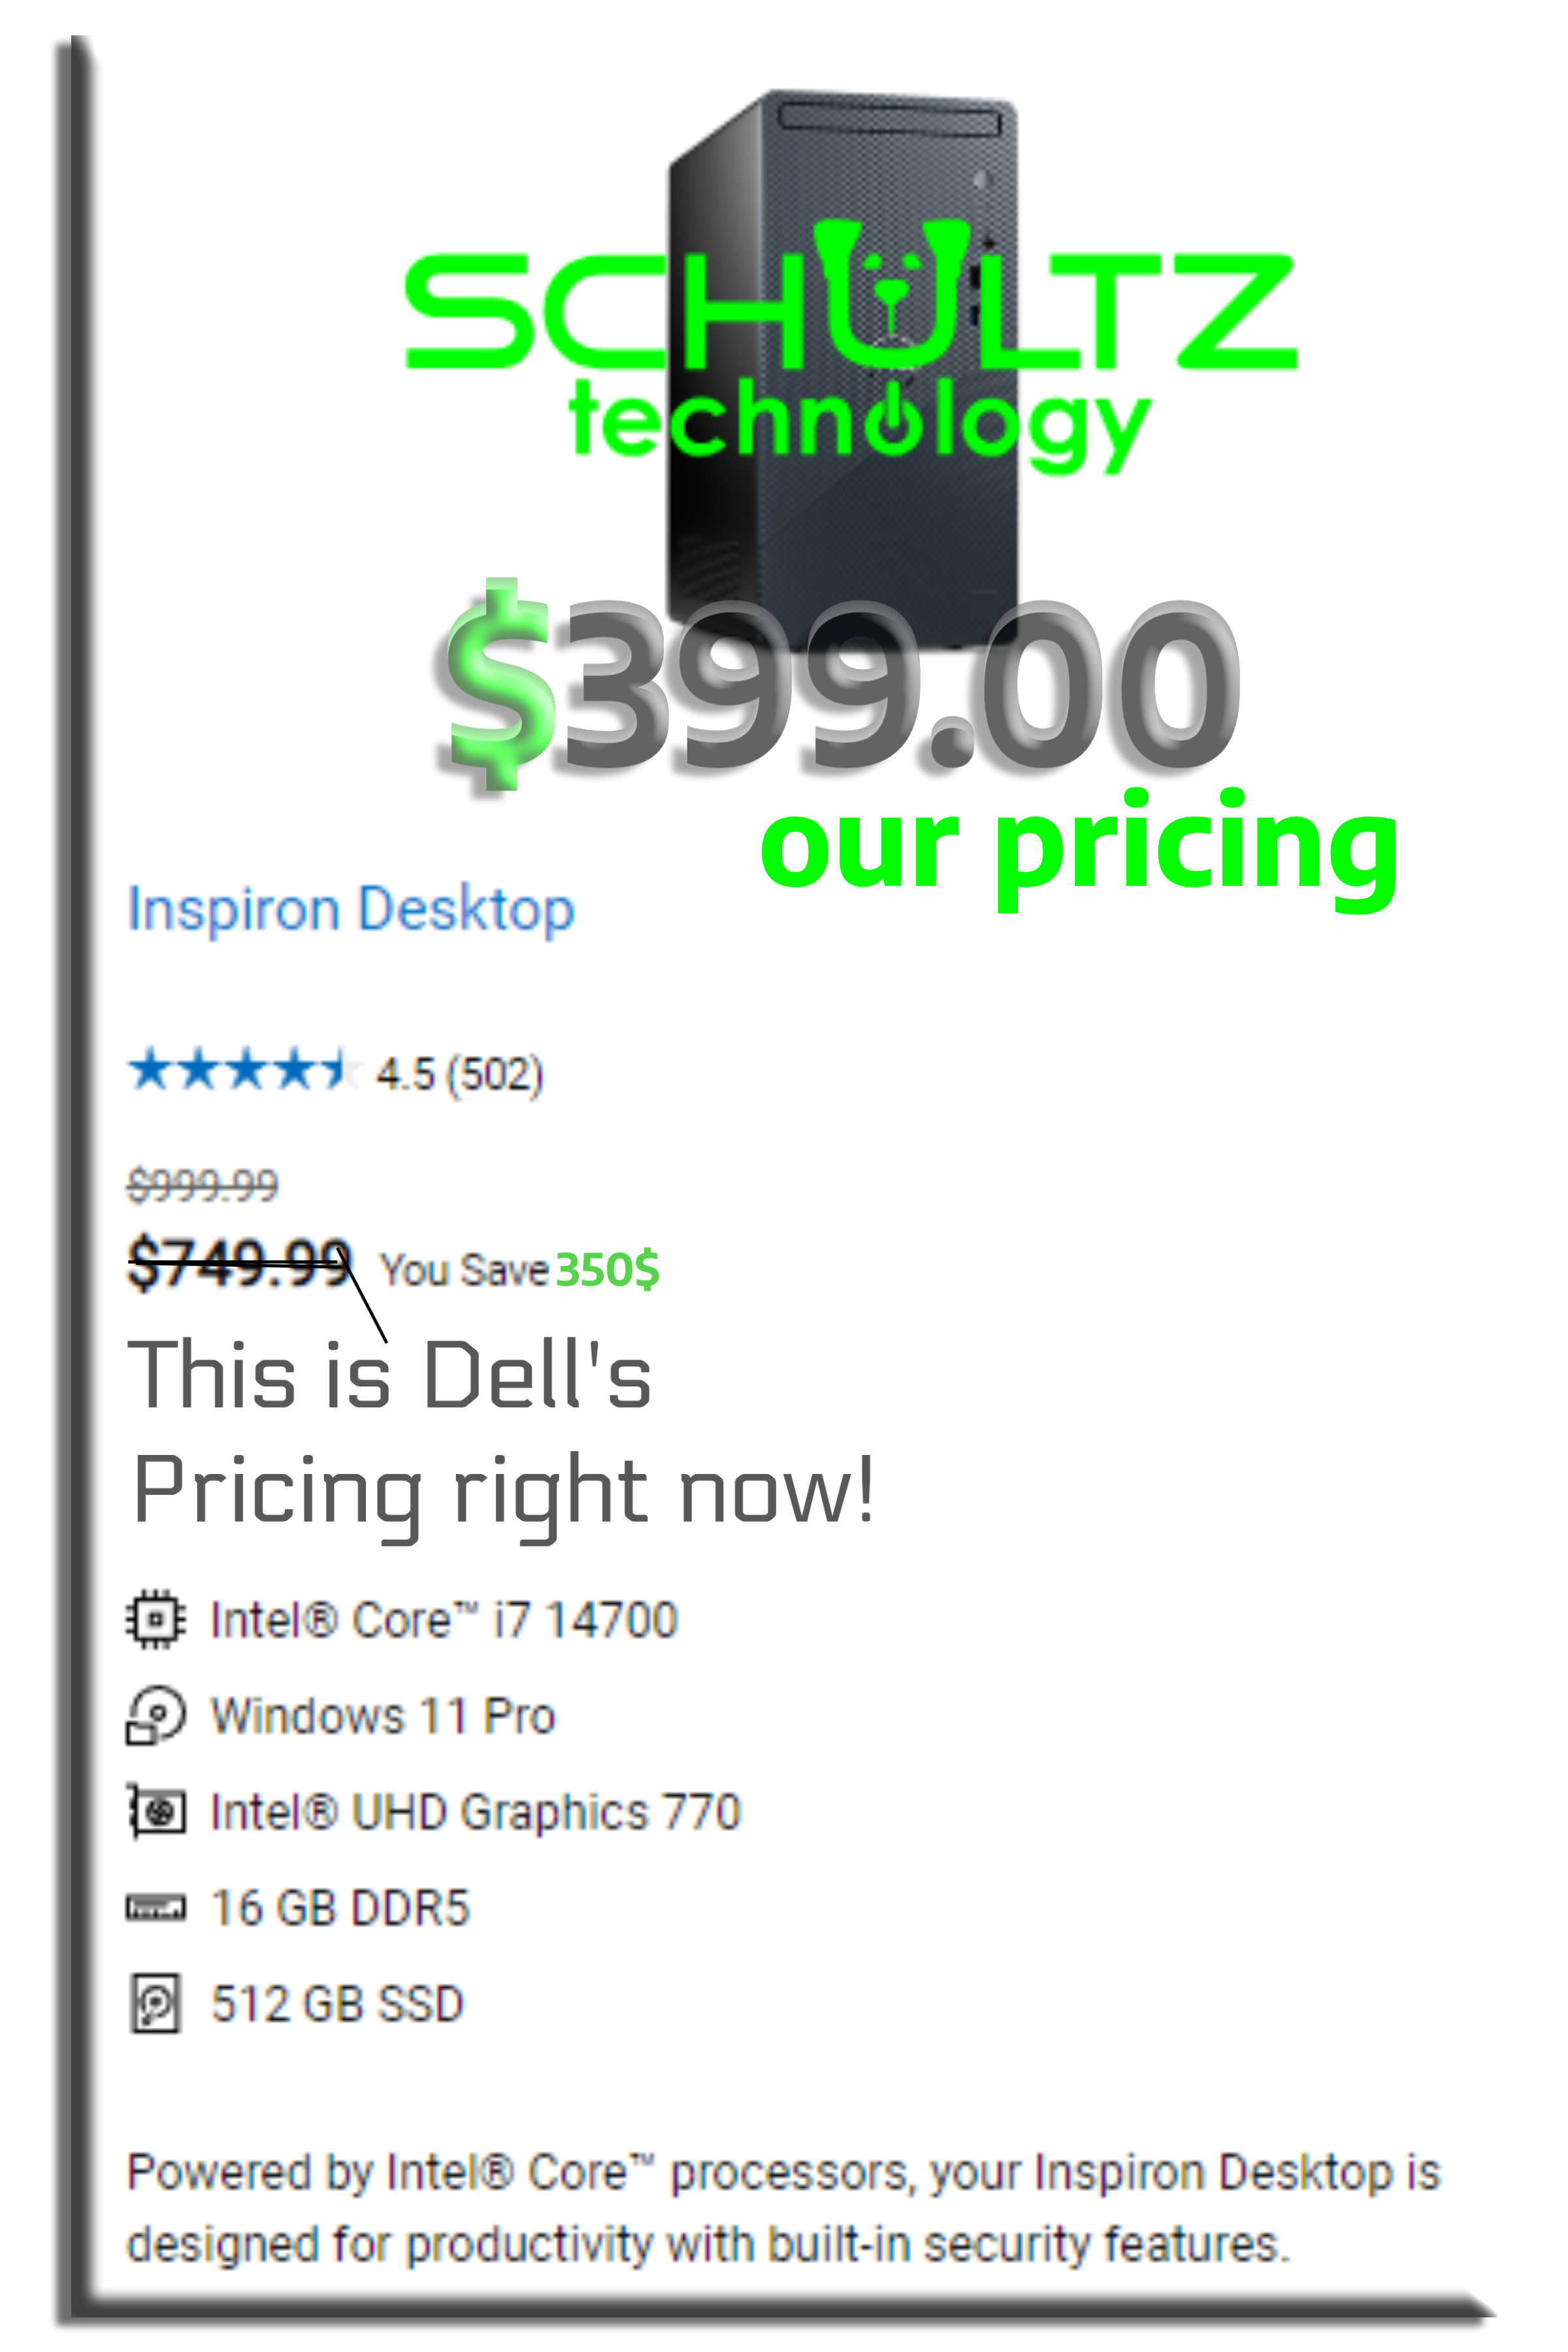 SCHULTZ
technology
$399.00
our pricing
Inspiron Desktop
4.5 (502)
$999.99
$749.99 You Save 350$
This is Dell's
Pricing right now!
Intel® Core™ i7 14700
Windows 11 Pro
Intel® UHD Graphics 770
16 GB DDR5
512 GB SSD
Powered by Intel® Core™ processors, your Inspiron Desktop is
designed for productivity with built-in security features.